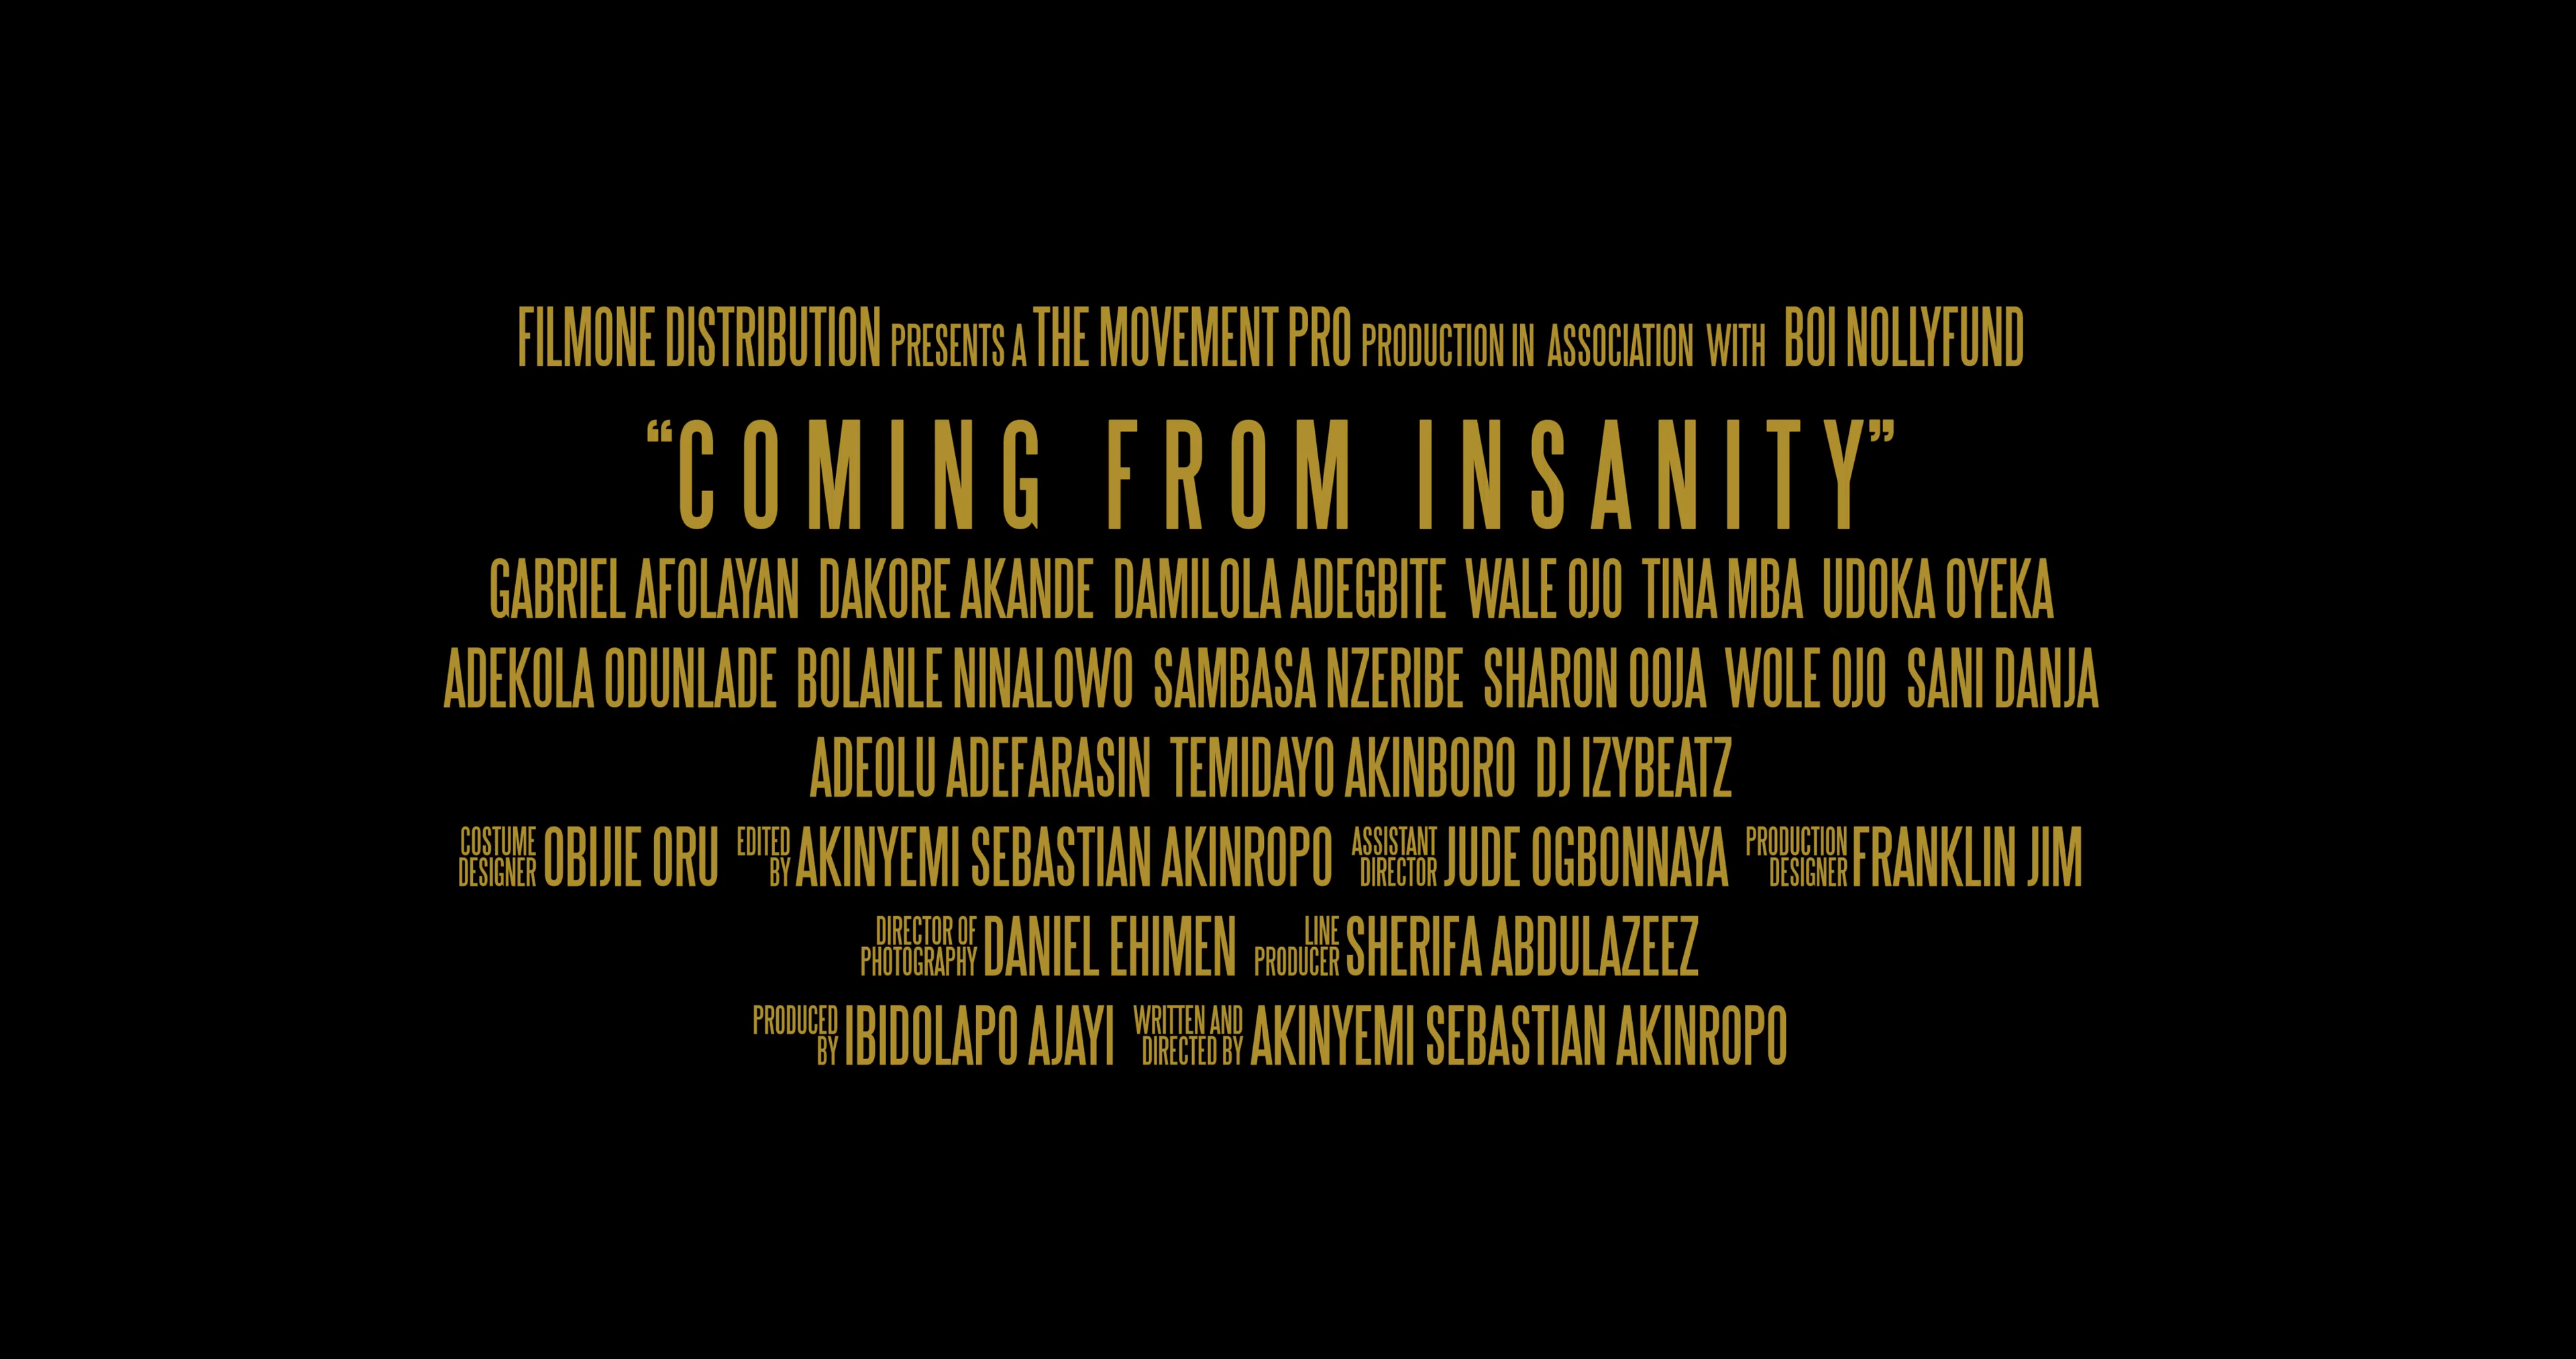 FILMONE DISTRIBUTION PRESENTS A THE MOVEMENT PRO PRODUCTION IN ASSOCIATION WITH BOI NOLLYFUND
“COMING FROM INSANITY”
GABRIEL AFOLAYAN DAKORE AKANDE DAMILOLA ADEGBITE WALE OJO TINA MBA UDOKA OYEKA
ADEKOLA ODUNLADE BOLANLE NINALOWO SAMBASA NZERIBE SHARON OOJA WOLE OJO SANI DANJA
ADEOLU ADEFARASIN TEMIDAYO AKINBORO DJ IZYBEATZ
COSTUME DESIGNER OBIJIE ORU EDITED BY AKINYEMI SEBASTIAN AKINROPO ASSISTANT DIRECTOR JUDE OGBONNAYA PRODUCTION DESIGNER FRANKLIN JIM
DIRECTOR OF PHOTOGRAPHY DANIEL EHIMEN LINE PRODUCER SHERIFA ABDULAZEEZ
PRODUCED BY IBIDOLAPO AJAYI WRITTEN AND DIRECTED BY AKINYEMI SEBASTIAN AKINROPO